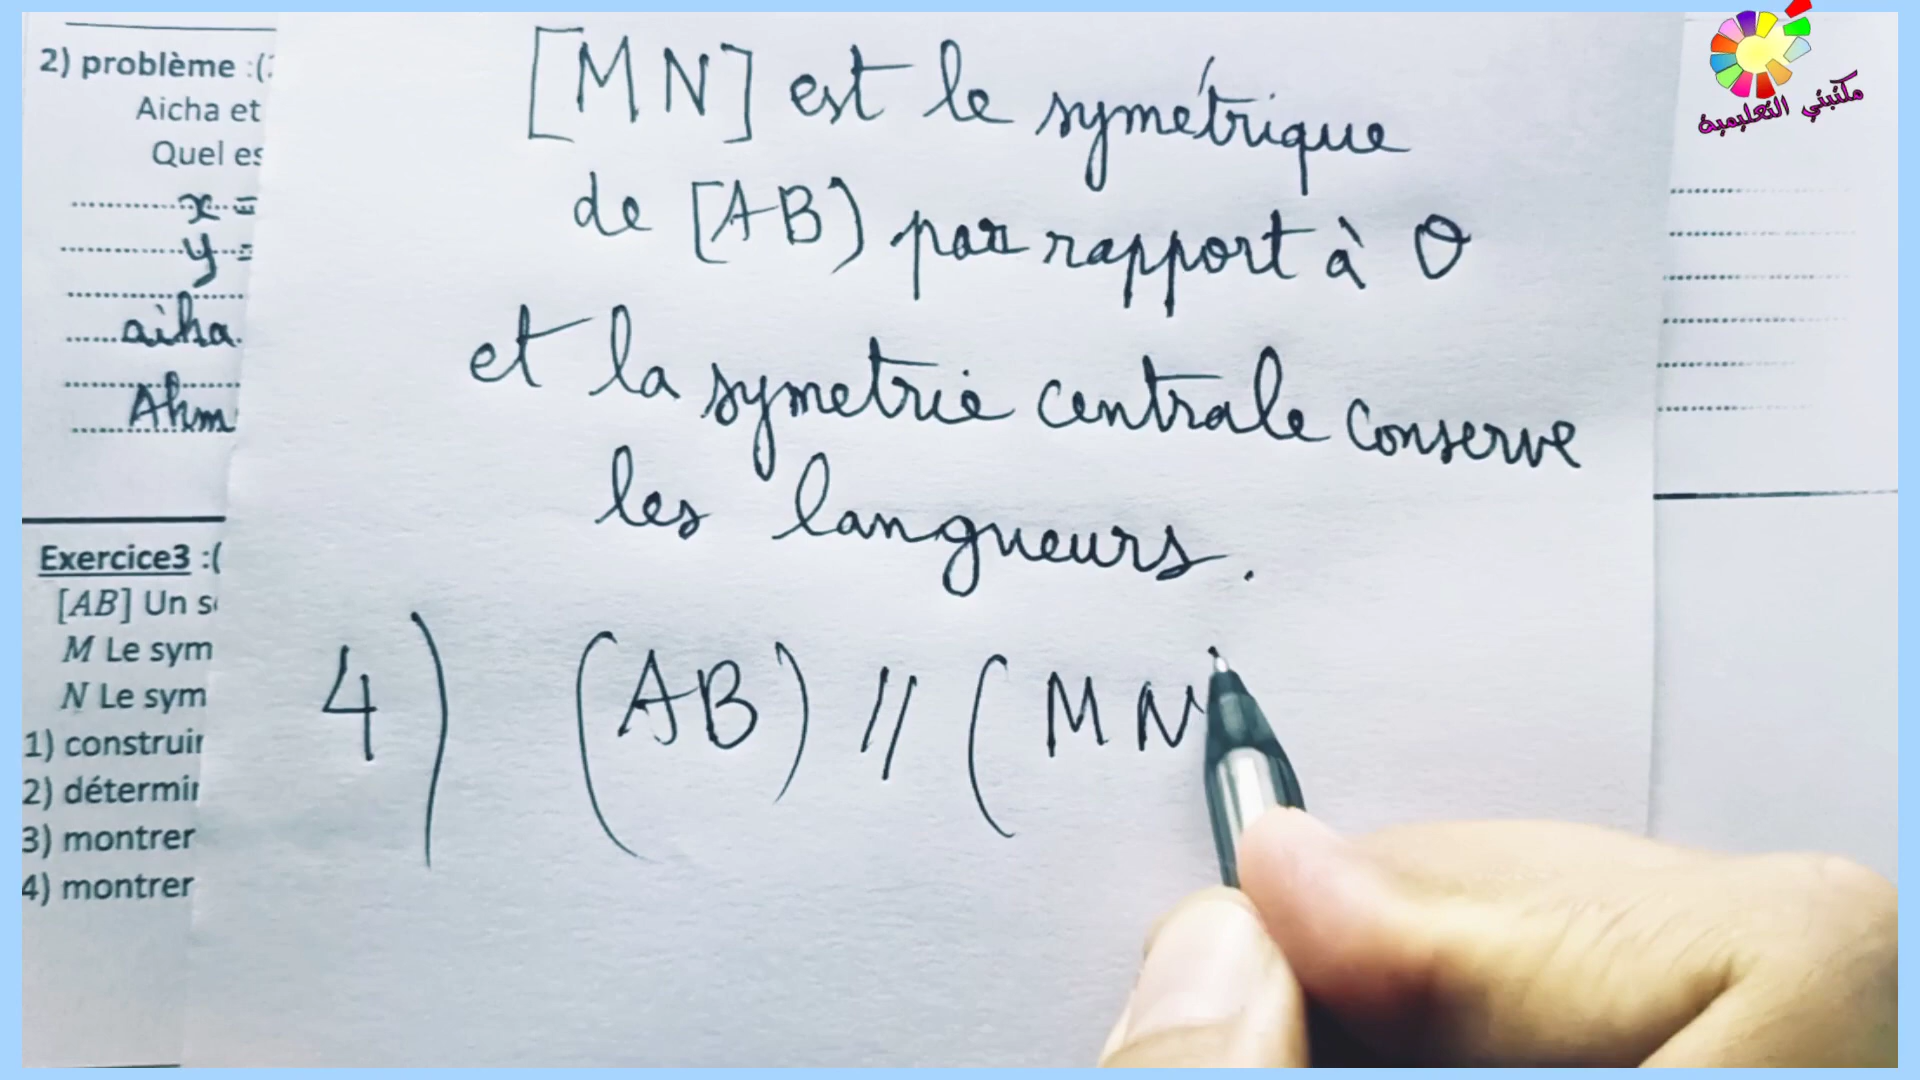 2) problème :(
Aicha et
Quel es
x =
y =
aiha.
Ahm
Exercice3 :(
[AB] Un s
M Le sym
N Le sym
1) construir
2) détermin
3) montrer
4) montrer
[MN] est le symétrique
de [AB) par rapport à O
et la symetrie centrale conserve
les langueurs.
4) (AB) // (MN
مكتبتي التعليمية